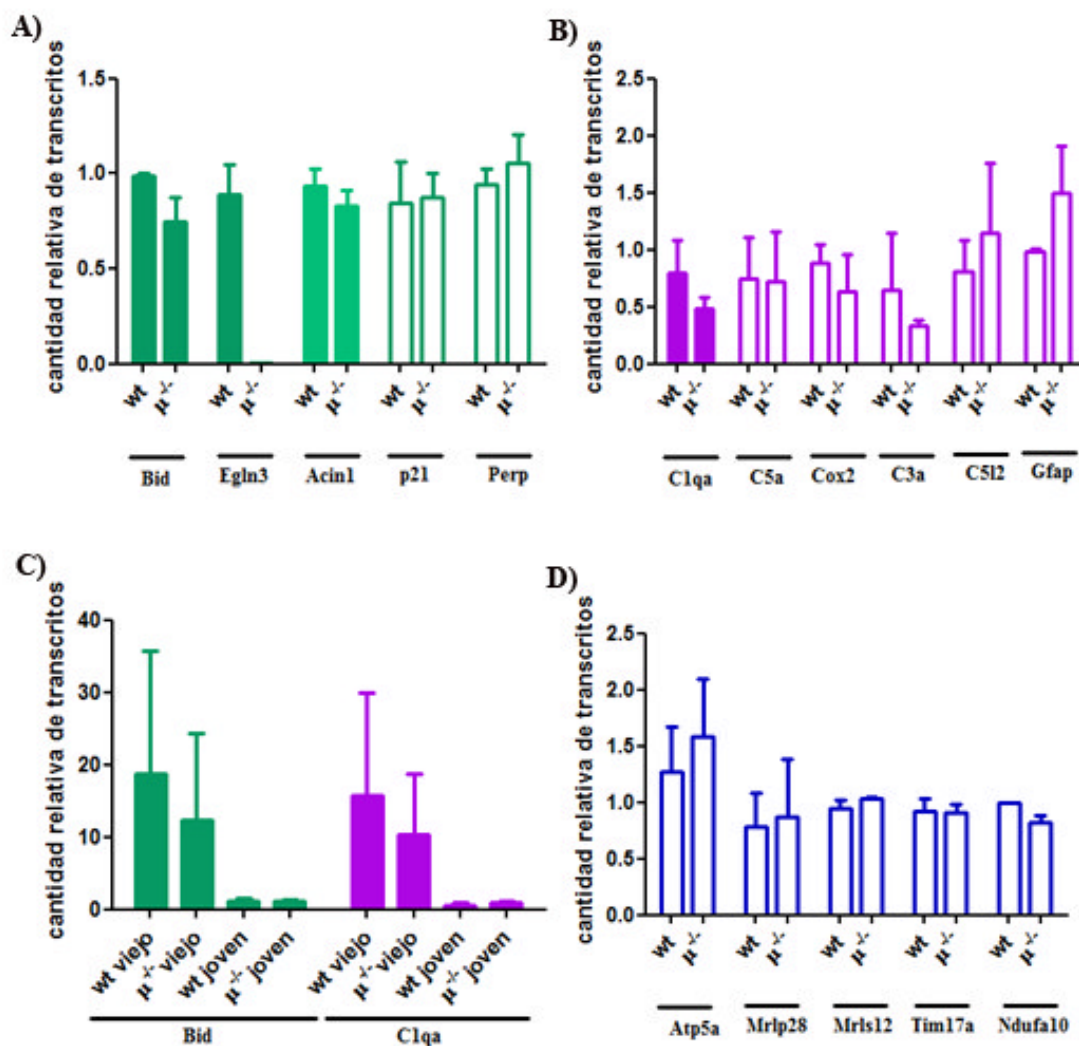 A)
cantidad relativa de transcritos
1.5
1.0
0.5
0.0
wt μ-/- wt μ-/- wt μ-/- wt μ-/- wt μ-/-
Bid Egln3 Acin1 p21 Perp
B)
cantidad relativa de transcritos
2.5
2.0
1.5
1.0
0.5
0.0
wt μ-/- wt μ-/- wt μ-/- wt μ-/- wt μ-/- wt μ-/-
C1qa C5a Cox2 C3a C5l2 Gfap
C)
cantidad relativa de transcritos
40
30
20
10
0
wt viejo μ-/- viejo wt joven μ-/- joven wt viejo μ-/- viejo wt joven μ-/- joven
Bid C1qa
D)
cantidad relativa de transcritos
2.5
2.0
1.5
1.0
0.5
0.0
wt μ-/- wt μ-/- wt μ-/- wt μ-/- wt μ-/-
Atp5a Mrlp28 Mrls12 Tim17a Ndufa10